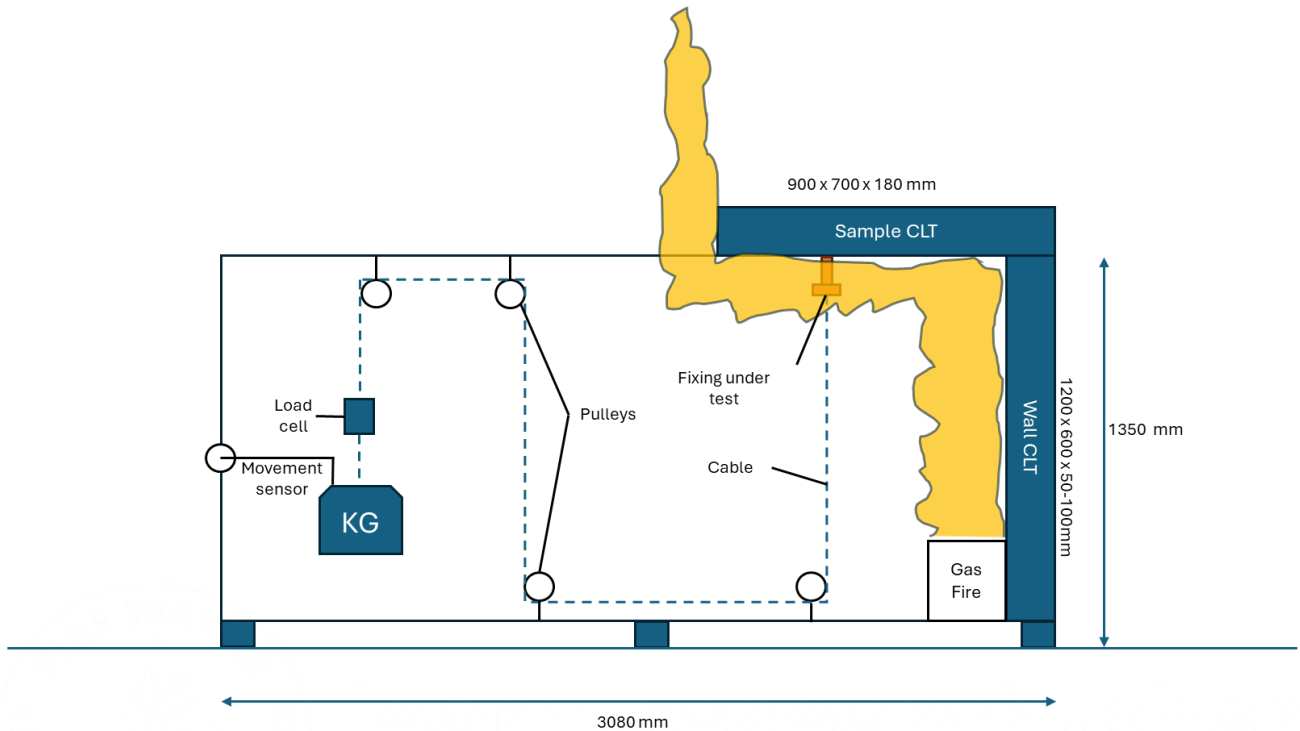 900 x 700 x 180 mm
Sample CLT
Fixing under
test
Load
cell
Pulleys
1350 mm
Wall CLT
1200 x 600 x 50-100mm
Movement
sensor
Cable
KG
Gas
Fire
3080 mm